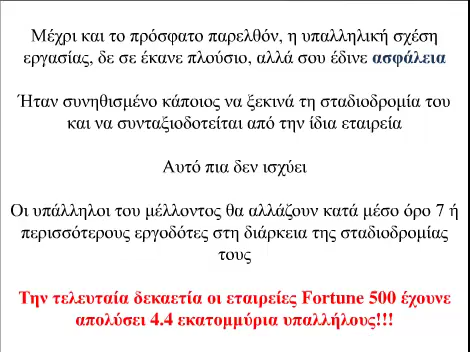 Μέχρι και το πρόσφατο παρελθόν, η υπαλληλική σχέση
εργασίας, δε σε έκανε πλούσιο, αλλά σου έδινε ασφάλεια
Ήταν συνηθισμένο κάποιος να ξεκινά τη σταδιοδρομία του
και να συνταξιοδοτείται από την ίδια εταιρεία
Αυτό πια δεν ισχύει
Οι υπάλληλοι του μέλλοντος θα αλλάζουν κατά μέσο όρο 7 ή
περισσότερους εργοδότες στη διάρκεια της σταδιοδρομίας
τους
Την τελευταία δεκαετία οι εταιρείες Fortune 500 έχουνε
απολύσει 4.4 εκατομμύρια υπαλλήλους!!!